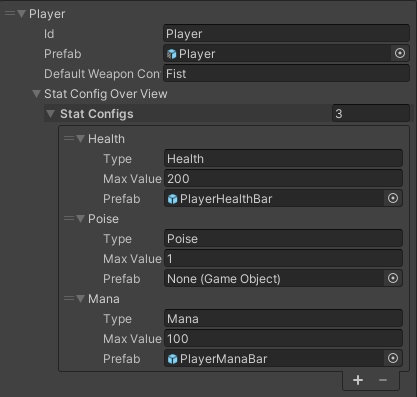 Player
Id Player
Prefab Player
Default Weapon Con Fist
Stat Config Over View
Stat Configs 3
Health
Type Health
Max Value 200
Prefab PlayerHealthBar
Poise
Type Poise
Max Value 1
Prefab None (Game Object)
Mana
Type Mana
Max Value 100
Prefab PlayerManaBar
+ −